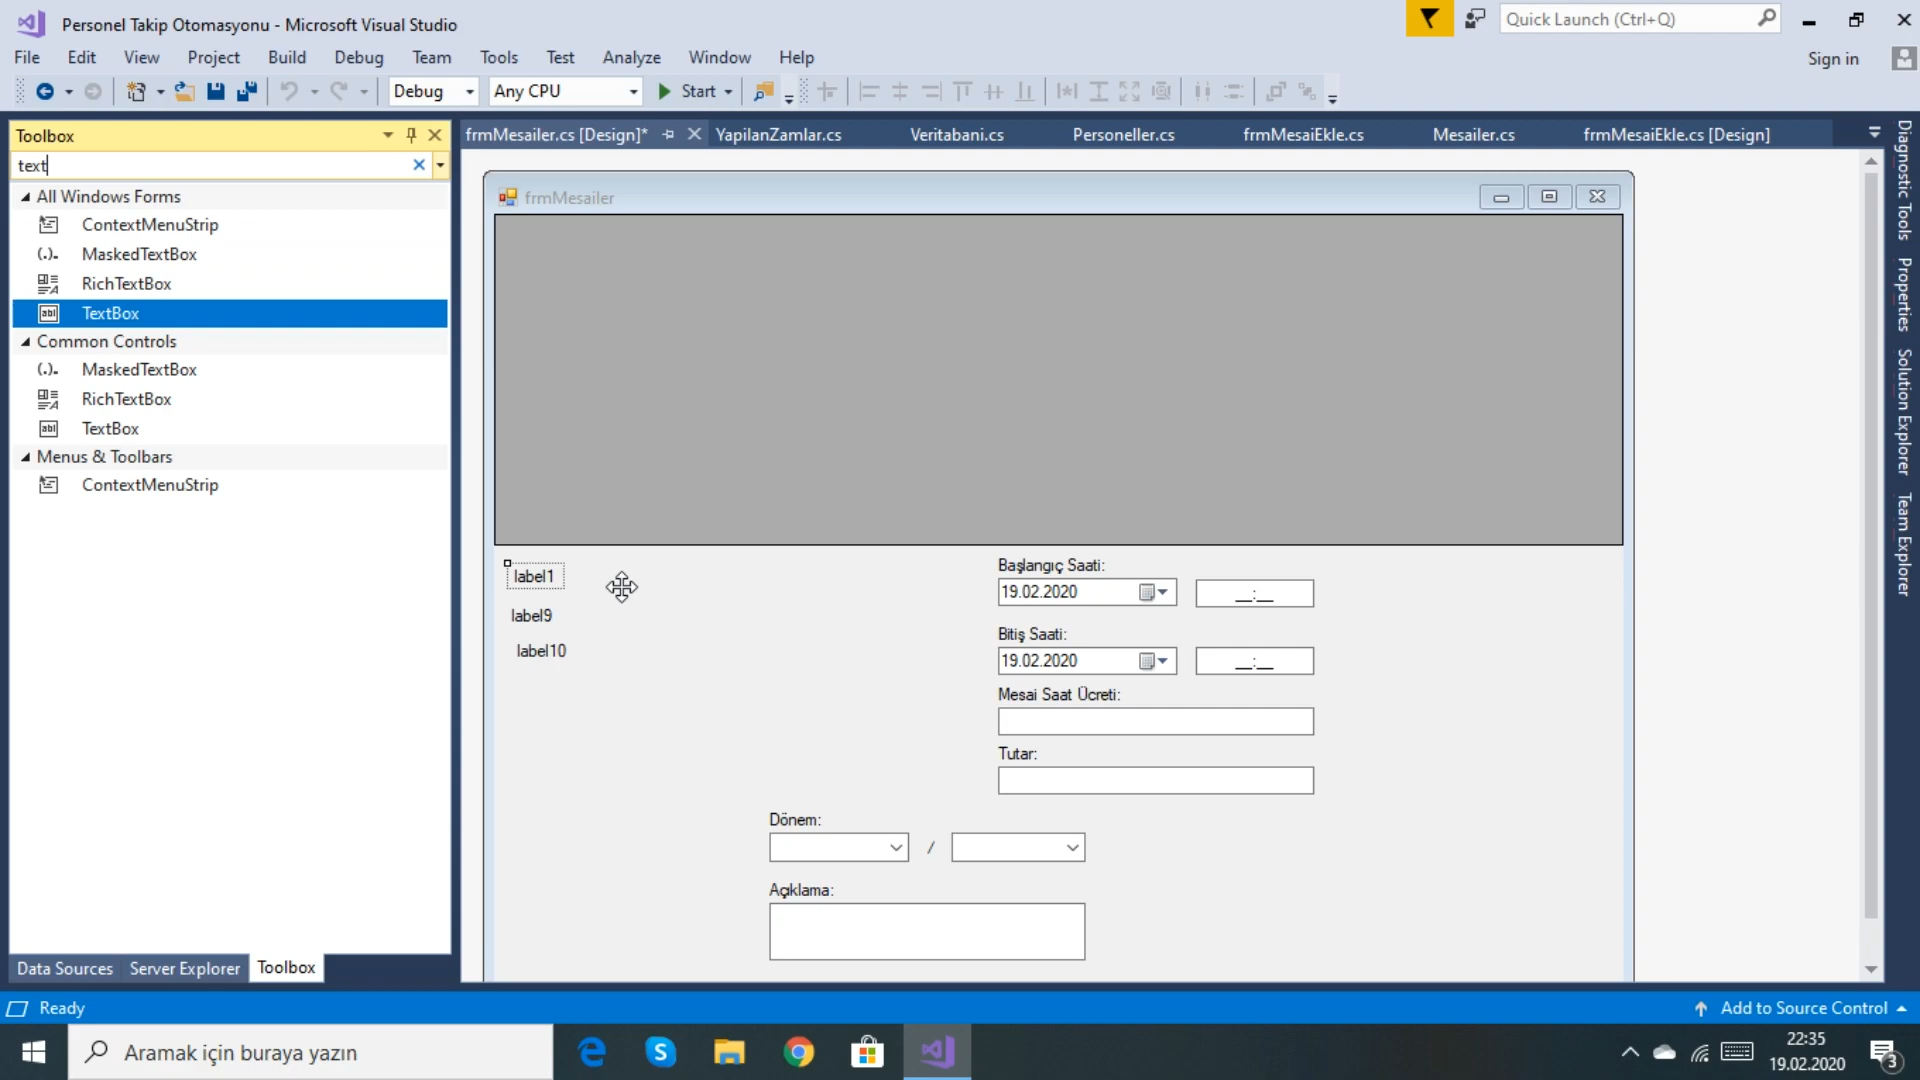 Personel Takip Otomasyonu - Microsoft Visual Studio
Quick Launch (Ctrl+Q)
File Edit View Project Build Debug Team Tools Test Analyze Window Help
Sign in
Debug Any CPU Start
Toolbox
frmMesailer.cs [Design]* YapilanZamlar.cs Veritabani.cs Personeller.cs frmMesaiEkle.cs Mesailer.cs frmMesaiEkle.cs [Design]
text
All Windows Forms
ContextMenuStrip
MaskedTextBox
RichTextBox
TextBox
Common Controls
MaskedTextBox
RichTextBox
TextBox
Menus & Toolbars
ContextMenuStrip
Data Sources Server Explorer Toolbox
frmMesailer
label1
label9
label10
Başlangıç Saati:
19.02.2020 __:__
Bitiş Saati:
19.02.2020 __:__
Mesai Saat Ücreti:
Tutar:
Dönem:
/
Açıklama:
Diagnostic Tools
Properties
Solution Explorer
Team Explorer
Ready
Add to Source Control
Aramak için buraya yazın
22:35
19.02.2020
3